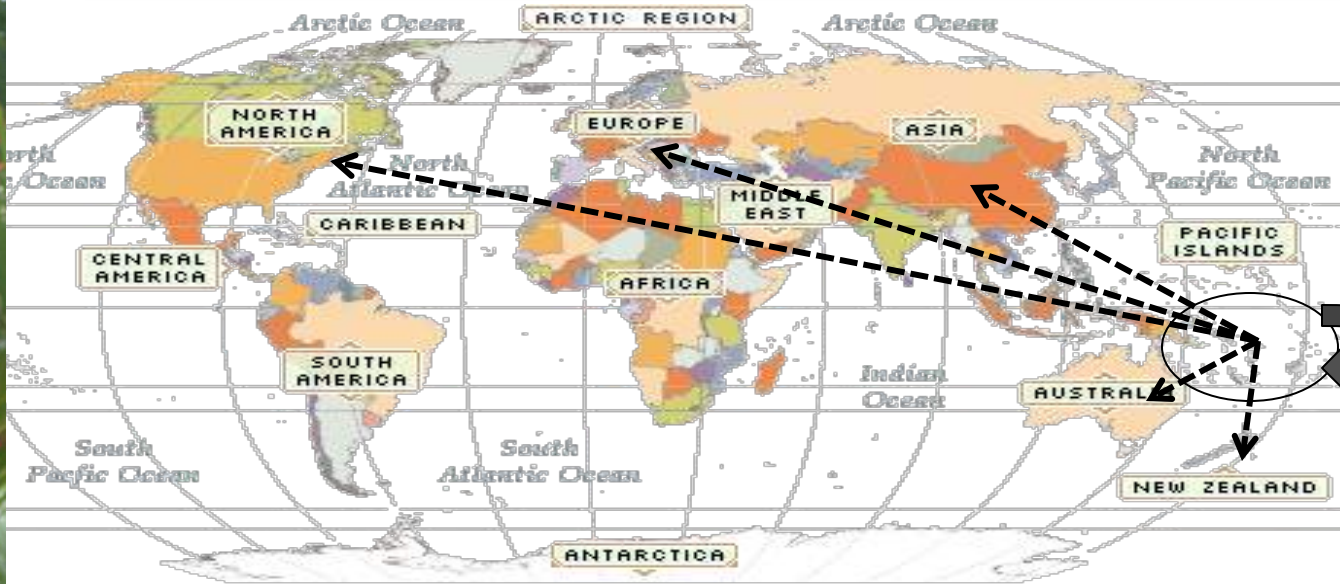 Arctic Ocean
ARCTIC REGION
Arctic Ocean
NORTH
AMERICA
EUROPE
ASIA
North
Atlantic Ocean
North
Pacific Ocean
Ocean
MIDDLE
EAST
CARIBBEAN
PACIFIC
ISLANDS
CENTRAL
AMERICA
AFRICA
SOUTH
AMERICA
Indian
Ocean
AUSTRALIA
South
Pacific Ocean
South
Atlantic Ocean
NEW ZEALAND
ANTARCTICA